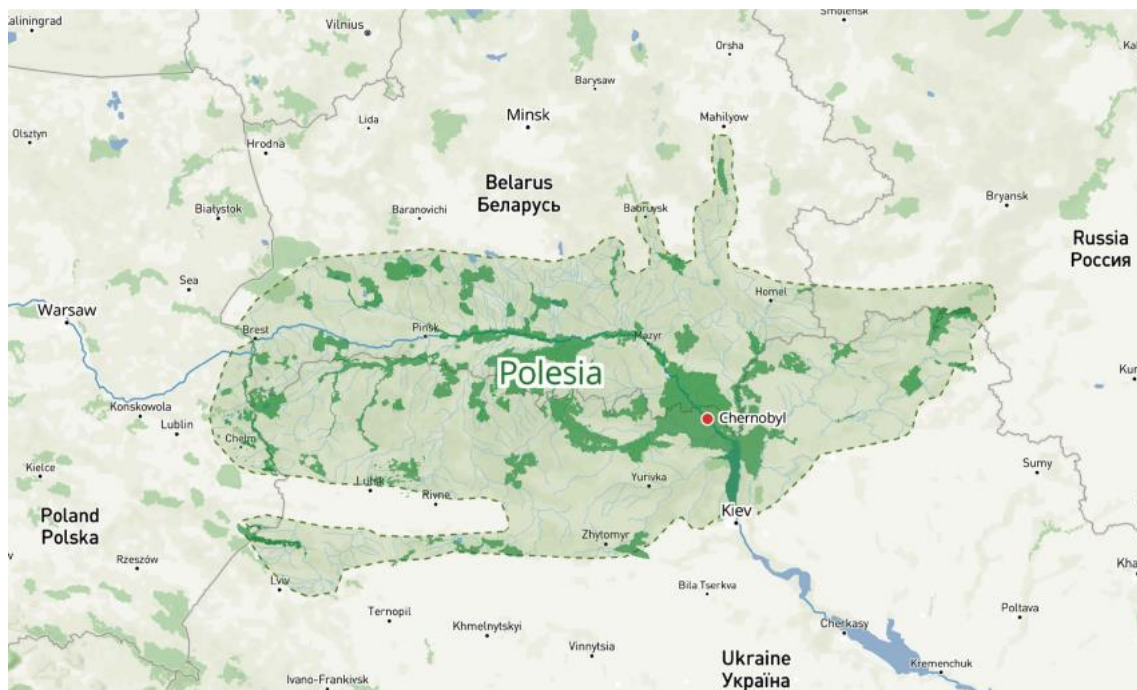 Kaliningrad
Vilnius
Smolensk
Orsha
Barysaw
Olsztyn
Lida
Minsk
Mahilyow
Hrodna
Belarus
Беларусь
Bryansk
Białystok
Baranovichi
Babruysk
Russia
Россия
Sea
Homel
Warsaw
Brest
Pinsk
Mazyr
Polesia
Końskowola
Chernobyl
Lublin
Chelm
Kielce
Sumy
Lutsk
Yurivka
Rivne
Poland
Polska
Kiev
Zhytomyr
Rzeszów
Lviv
Bila Tserkva
Ternopil
Poltava
Khmelnytskyi
Cherkasy
Vinnytsia
Ukraine
Україна
Kremenchuk
Ivano-Frankivsk